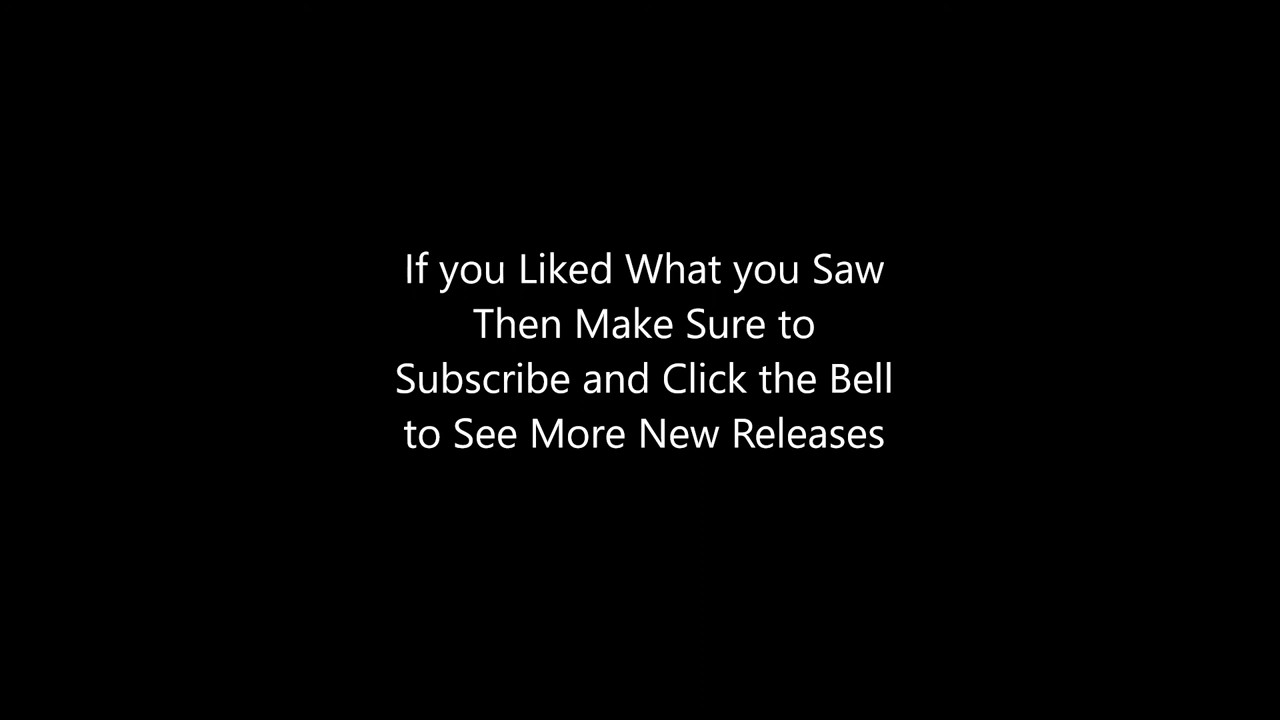 If you Liked What you Saw
Then Make Sure to
Subscribe and Click the Bell
to See More New Releases